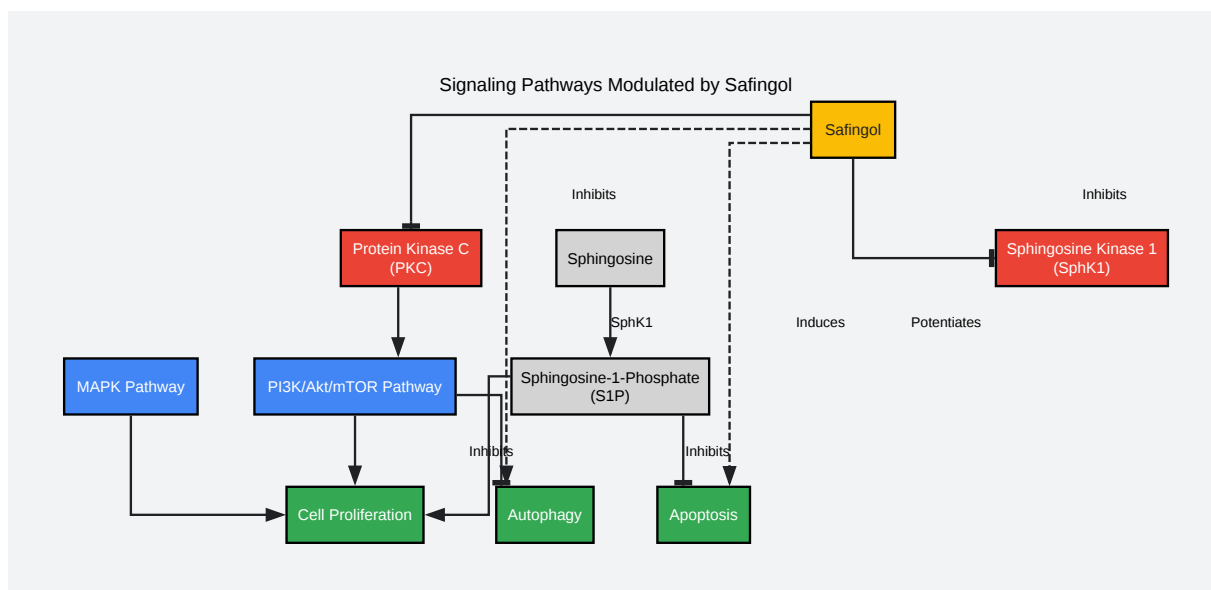 Signaling Pathways Modulated by Safingol
Safingol
Inhibits
Inhibits
Protein Kinase C
(PKC)
Sphingosine
Sphingosine Kinase 1
(SphK1)
SphK1
Induces
Potentiates
MAPK Pathway
PI3K/Akt/mTOR Pathway
Sphingosine-1-Phosphate
(S1P)
Inhibits
Inhibits
Cell Proliferation
Autophagy
Apoptosis